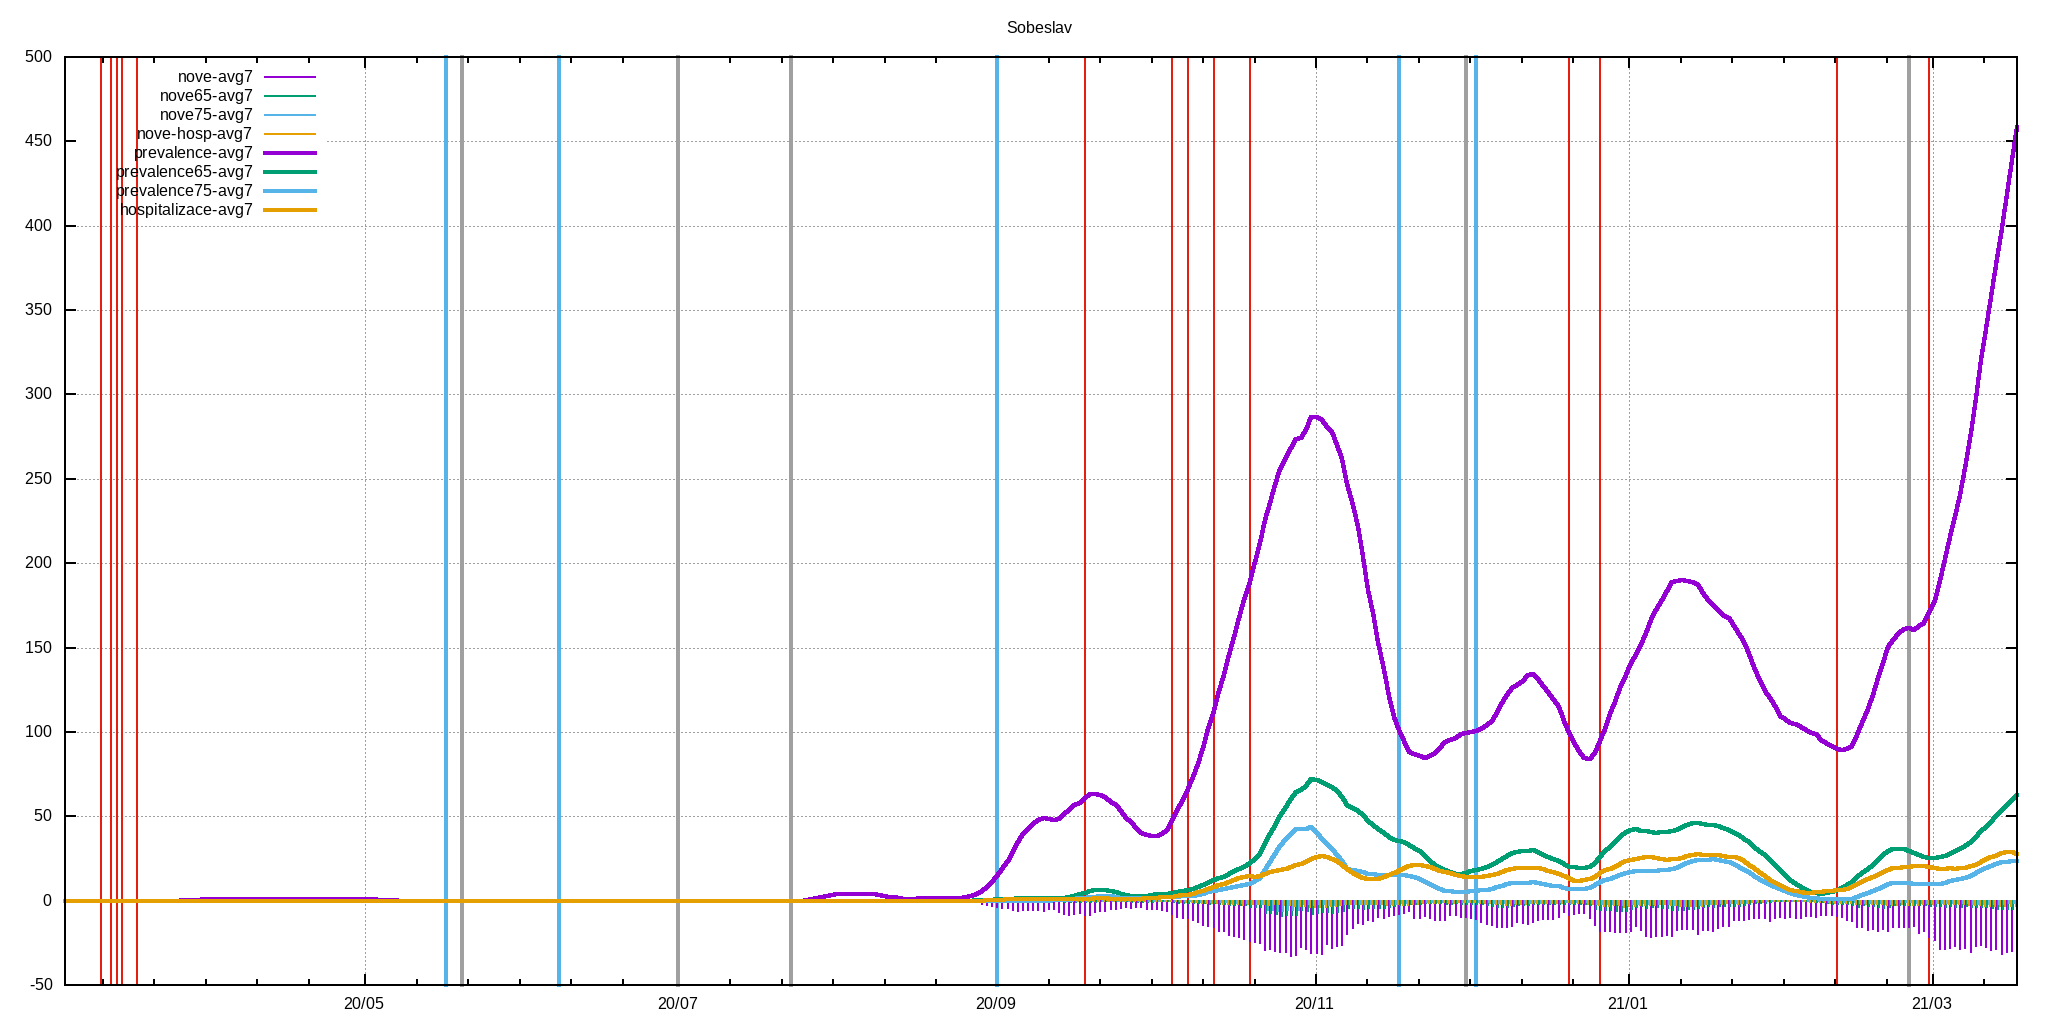 Sobeslav
500
450
400
350
300
250
200
150
100
50
0
-50
nove-avg7
nove65-avg7
nove75-avg7
nove-hosp-avg7
prevalence-avg7
prevalence65-avg7
prevalence75-avg7
hospitalizace-avg7
20/05 20/07 20/09 20/11 21/01 21/03